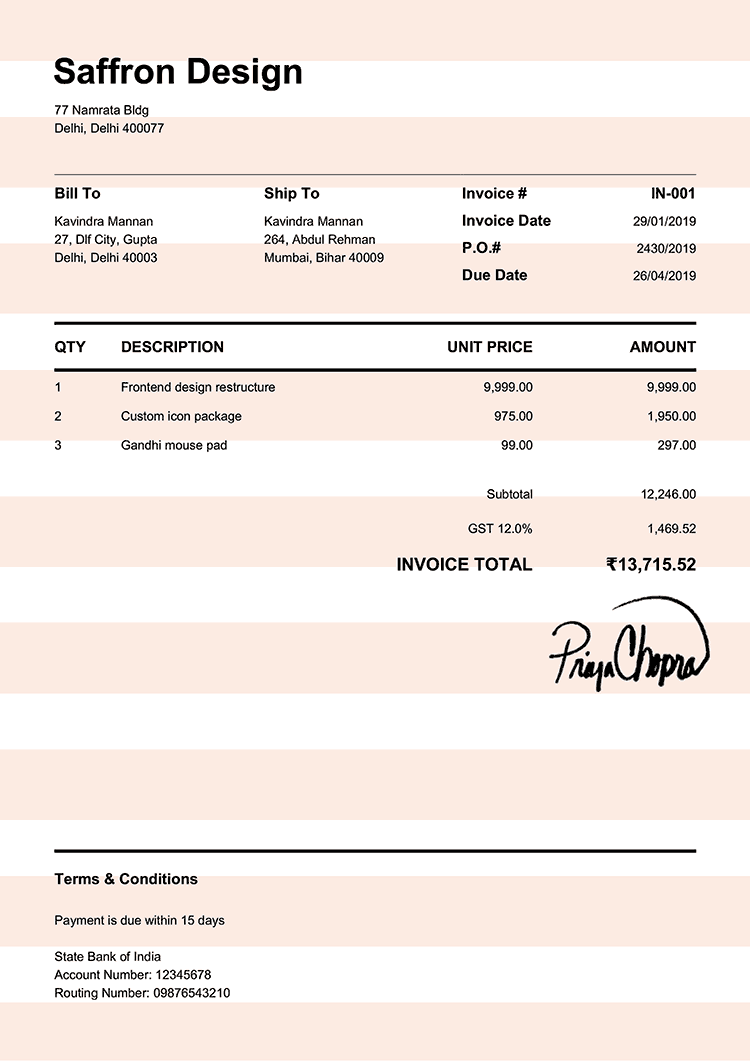 Saffron Design
77 Namrata Bldg
Delhi, Delhi 400077
Bill To
Kavindra Mannan
27, Dlf City, Gupta
Delhi, Delhi 40003
Ship To
Kavindra Mannan
264, Abdul Rehman
Mumbai, Bihar 40009
Invoice # IN-001
Invoice Date 29/01/2019
P.O.# 2430/2019
Due Date 26/04/2019
QTY DESCRIPTION UNIT PRICE AMOUNT
1 Frontend design restructure 9,999.00 9,999.00
2 Custom icon package 975.00 1,950.00
3 Gandhi mouse pad 99.00 297.00
Subtotal 12,246.00
GST 12.0% 1,469.52
INVOICE TOTAL ₹13,715.52
Priya Chopra
Terms & Conditions
Payment is due within 15 days
State Bank of India
Account Number: 12345678
Routing Number: 09876543210